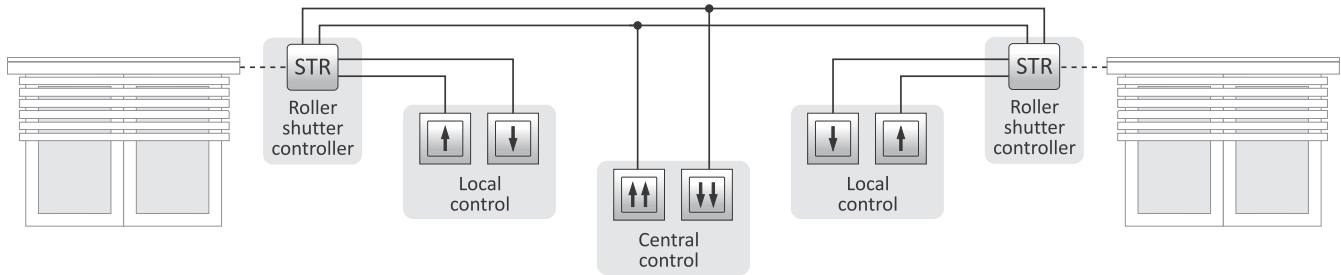 STR
Roller
shutter
controller
Local
control
Central
control
Local
control
STR
Roller
shutter
controller